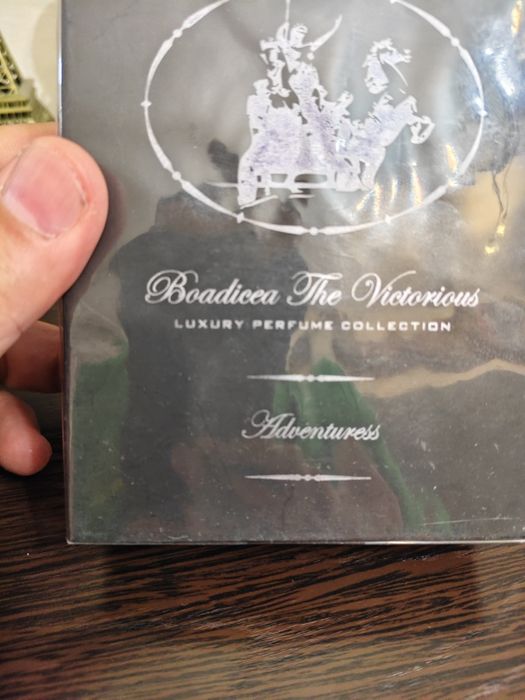 Boadicea The Victorious
LUXURY PERFUME COLLECTION
Adventuress